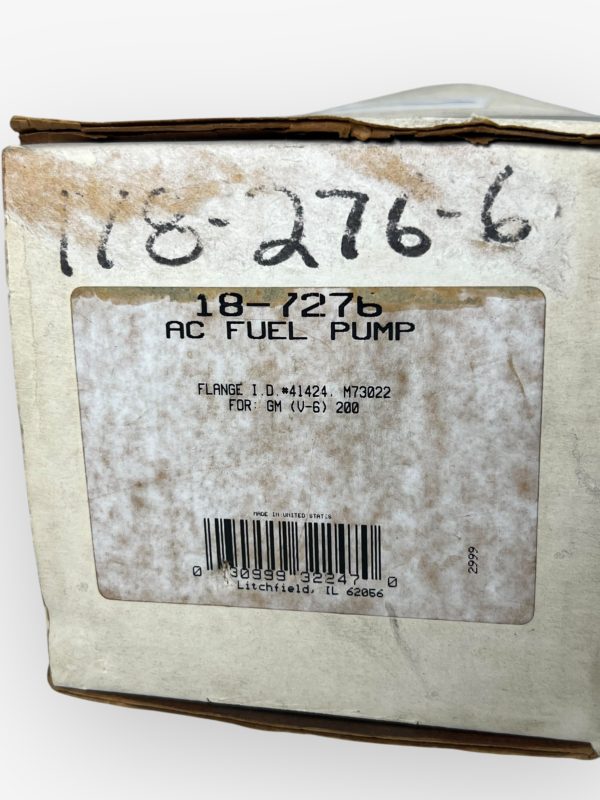 118-276-6
18-7276
AC FUEL PUMP
FLANGE I.D.#41424. M73022
FOR: GM (V-6) 200
MADE IN UNITED STATES
0 30999 32247 0
Litchfield, IL 62056
2999